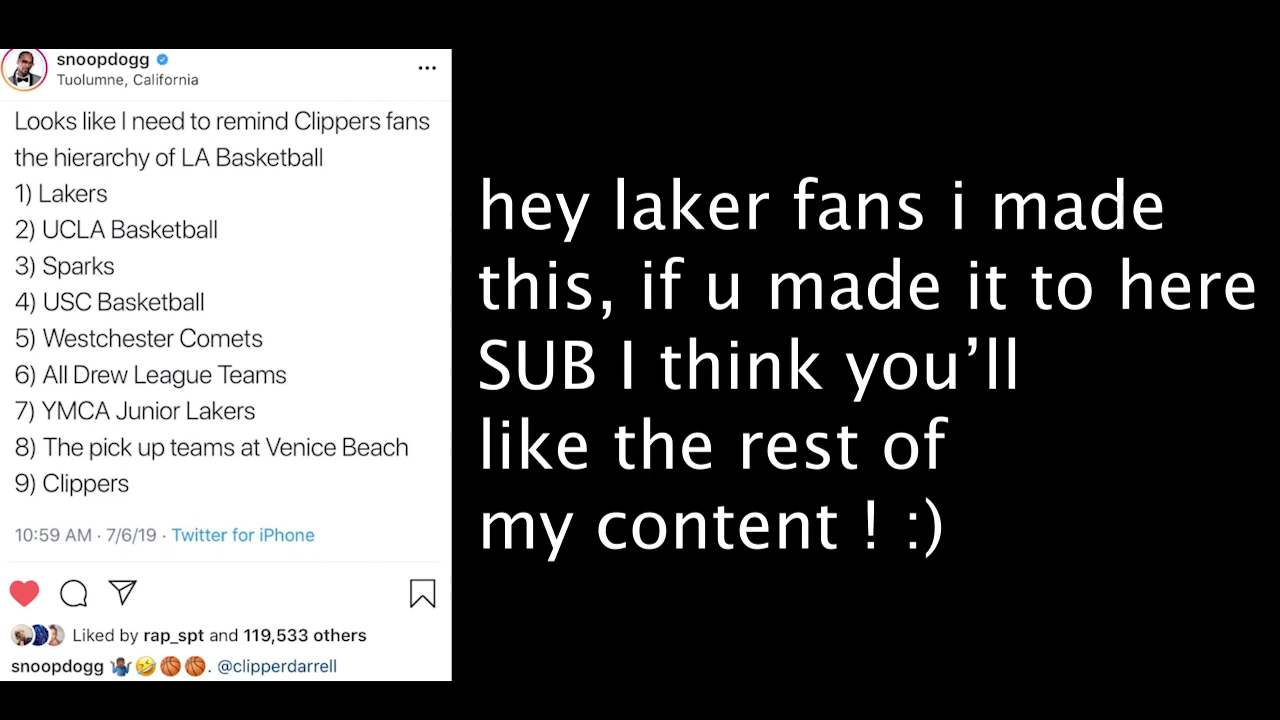 snoopdogg
Tuolumne, California
Looks like I need to remind Clippers fans
the hierarchy of LA Basketball
1) Lakers
2) UCLA Basketball
3) Sparks
4) USC Basketball
5) Westchester Comets
6) All Drew League Teams
7) YMCA Junior Lakers
8) The pick up teams at Venice Beach
9) Clippers
10:59 AM · 7/6/19 · Twitter for iPhone
Liked by rap_spt and 119,533 others
snoopdogg 🤷🏾‍♂️🤣🏀🏀. @clipperdarrell
hey laker fans i made
this, if u made it to here
SUB I think you’ll
like the rest of
my content ! :)